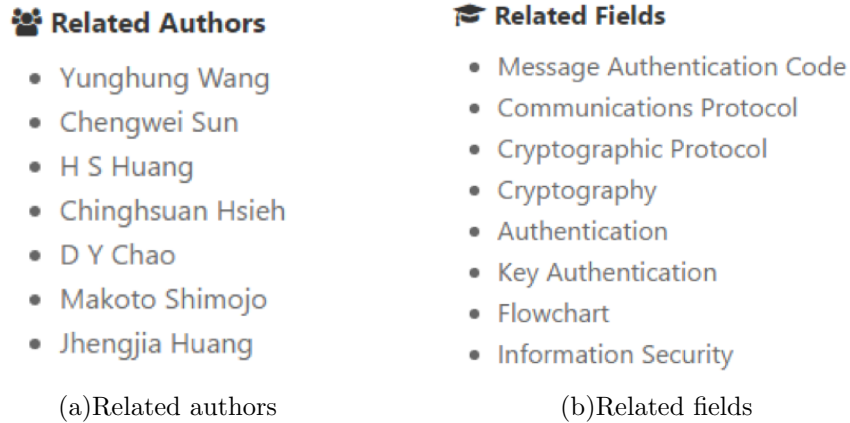 Related Authors
• Yunghung Wang
• Chengwei Sun
• H S Huang
• Chinghsuan Hsieh
• D Y Chao
• Makoto Shimojo
• Jhengjia Huang
(a)Related authors
Related Fields
• Message Authentication Code
• Communications Protocol
• Cryptographic Protocol
• Cryptography
• Authentication
• Key Authentication
• Flowchart
• Information Security
(b)Related fields